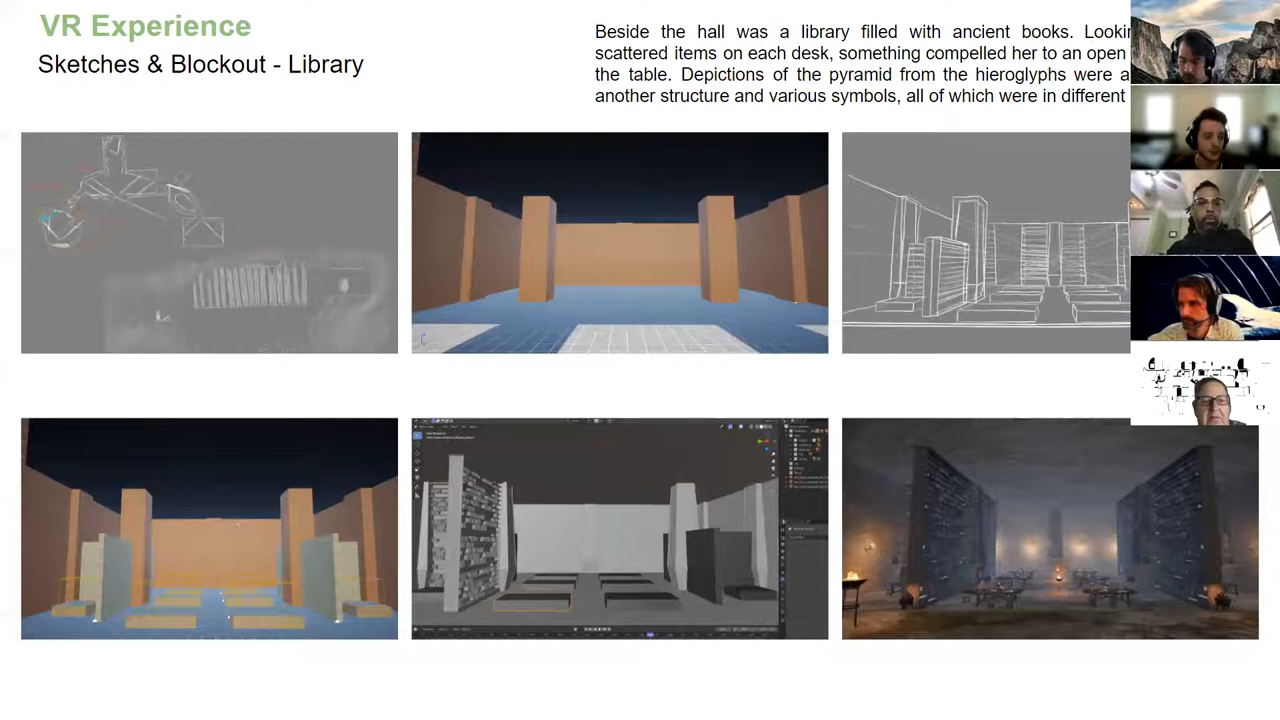 VR Experience
Sketches & Blockout - Library
Beside the hall was a library filled with ancient books.
scattered items on each desk, something compelled her to an open
the table. Depictions of the pyramid from the hieroglyphs were
another structure and various symbols, all of which were in different